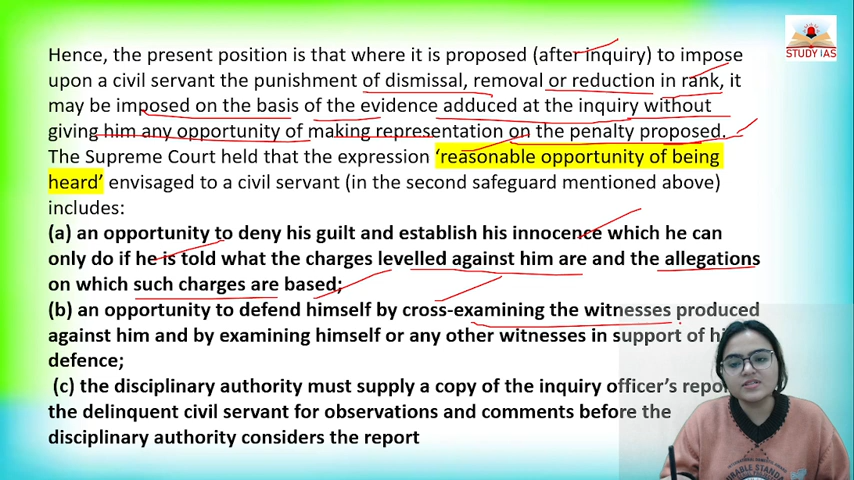 STUDY IAS
Hence, the present position is that where it is proposed (after inquiry) to impose
upon a civil servant the punishment of dismissal, removal or reduction in rank, it
may be imposed on the basis of the evidence adduced at the inquiry without
giving him any opportunity of making representation on the penalty proposed.
The Supreme Court held that the expression ‘reasonable opportunity of being
heard’ envisaged to a civil servant (in the second safeguard mentioned above)
includes:
(a) an opportunity to deny his guilt and establish his innocence which he can
only do if he is told what the charges levelled against him are and the allegations
on which such charges are based;
(b) an opportunity to defend himself by cross-examining the witnesses produced
against him and by examining himself or any other witnesses in support of
defence;
(c) the disciplinary authority must supply a copy of the inquiry officer’s
the delinquent civil servant for observations and comments before the
disciplinary authority considers the report